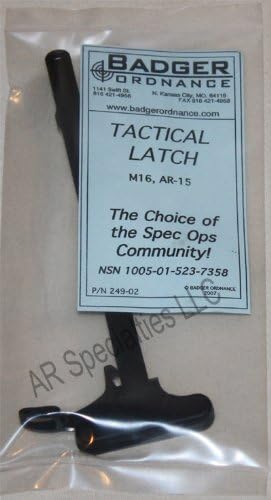 BADGER
ORDNANCE
1141 Swift St. N. Kansas City, MO. 64116
816 421-4956 FAX 816 421-4958
www.badgerordnance.com
TACTICAL
LATCH
M16, AR-15
The Choice of
the Spec Ops
Community!
NSN 1005-01-523-7358
P/N 249-02
© BADGER ORDNANCE
2007
AR Specialties LLC